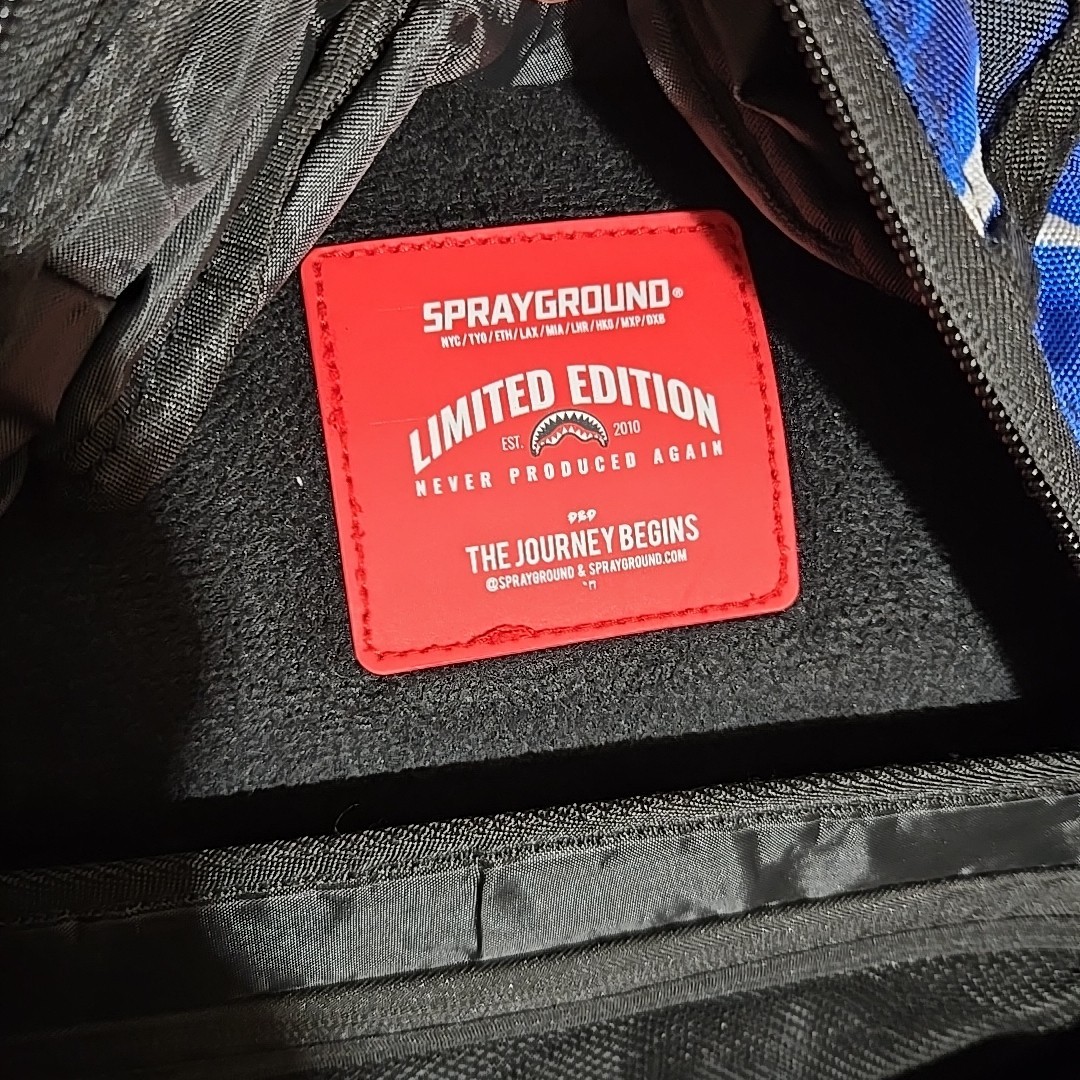 SPRAYGROUND®
NYC/TYO/ETH/LAX/MIA/LHR/HKG/MXP/DXB
LIMITED EDITION
EST. 2010
NEVER PRODUCED AGAIN
THE JOURNEY BEGINS
@SPRAYGROUND & SPRAYGROUND.COM